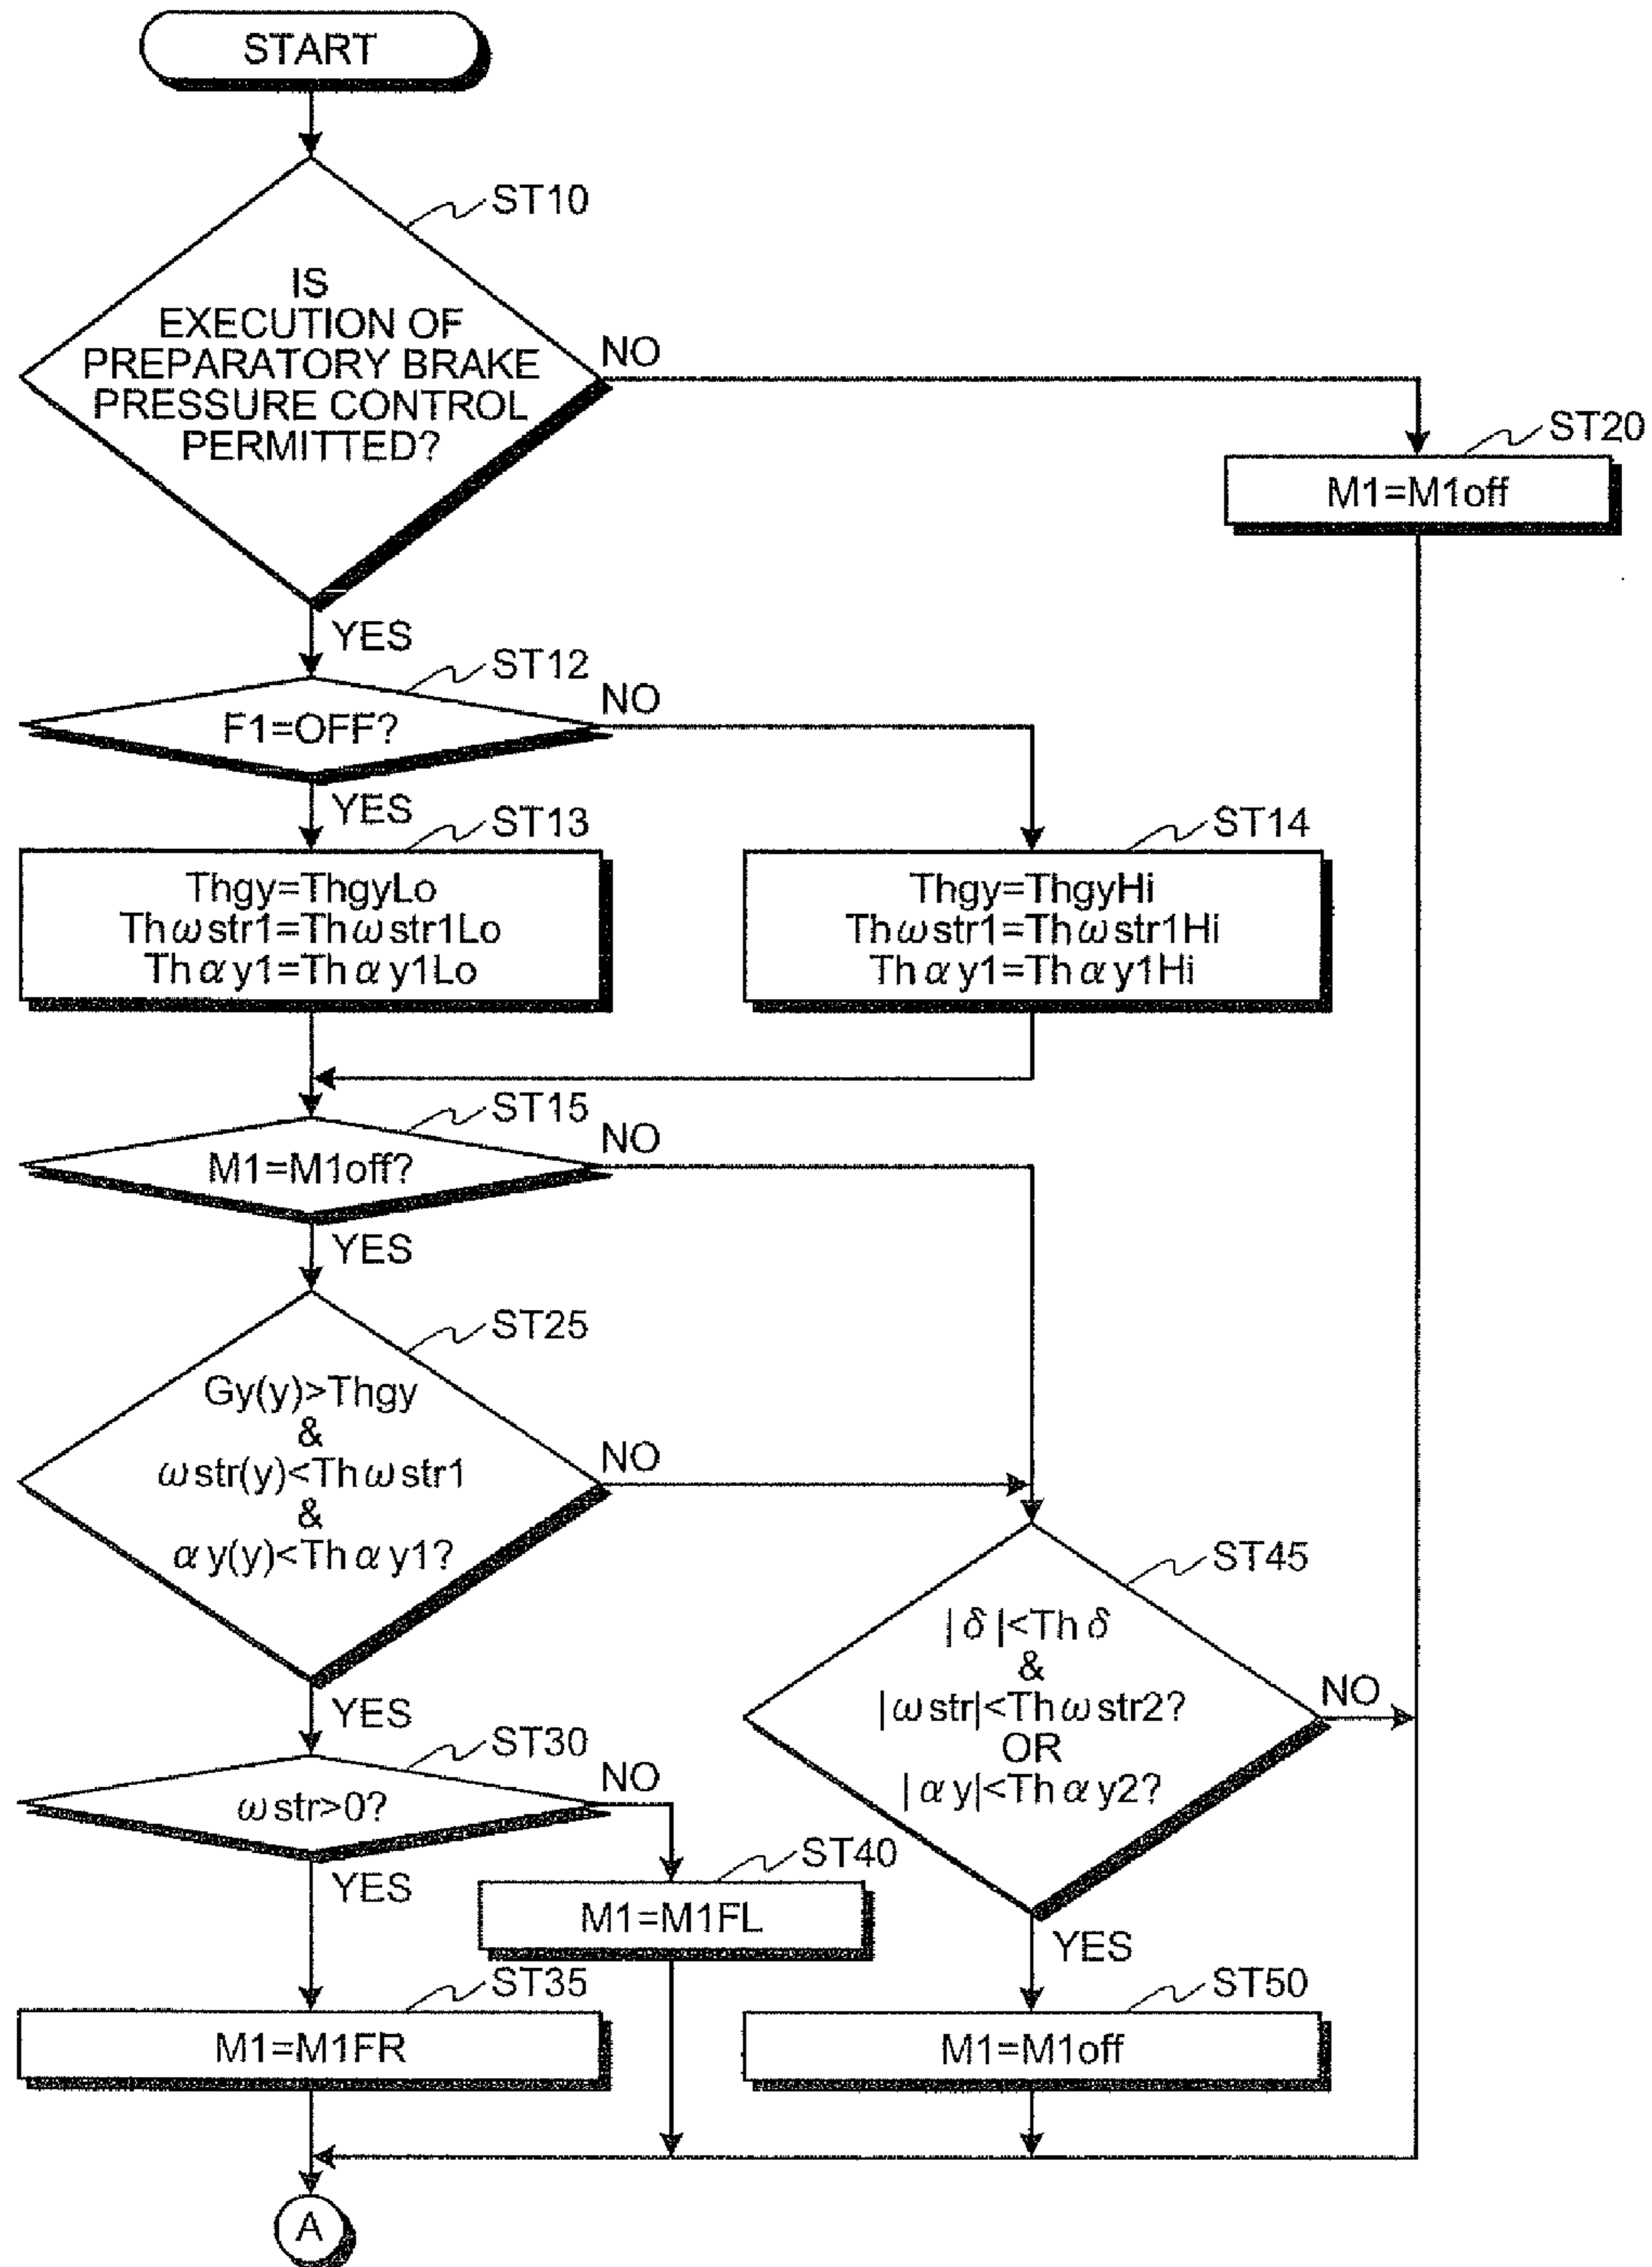 START
ST10
IS
EXECUTION OF
PREPARATORY BRAKE
PRESSURE CONTROL
PERMITTED?
NO
ST20
M1=M1off
YES
ST12
F1=OFF?
NO
YES
ST13
Thgy=ThgyLo
Thωstr1=Thωstr1Lo
Thαy1=Thαy1Lo
ST14
Thgy=ThgyHi
Thωstr1=Thωstr1Hi
Thαy1=Thαy1Hi
ST15
M1=M1off?
NO
YES
ST25
Gy(y)>Thgy
&
ωstr(y)<Thωstr1
&
αy(y)<Thαy1?
NO
YES
ST45
|δ|<Thδ
&
|ωstr|<Thωstr2?
OR
|αy|<Thαy2?
NO
YES
ST30
ωstr>0?
NO
YES
ST40
M1=M1FL
ST35
M1=M1FR
ST50
M1=M1off
A